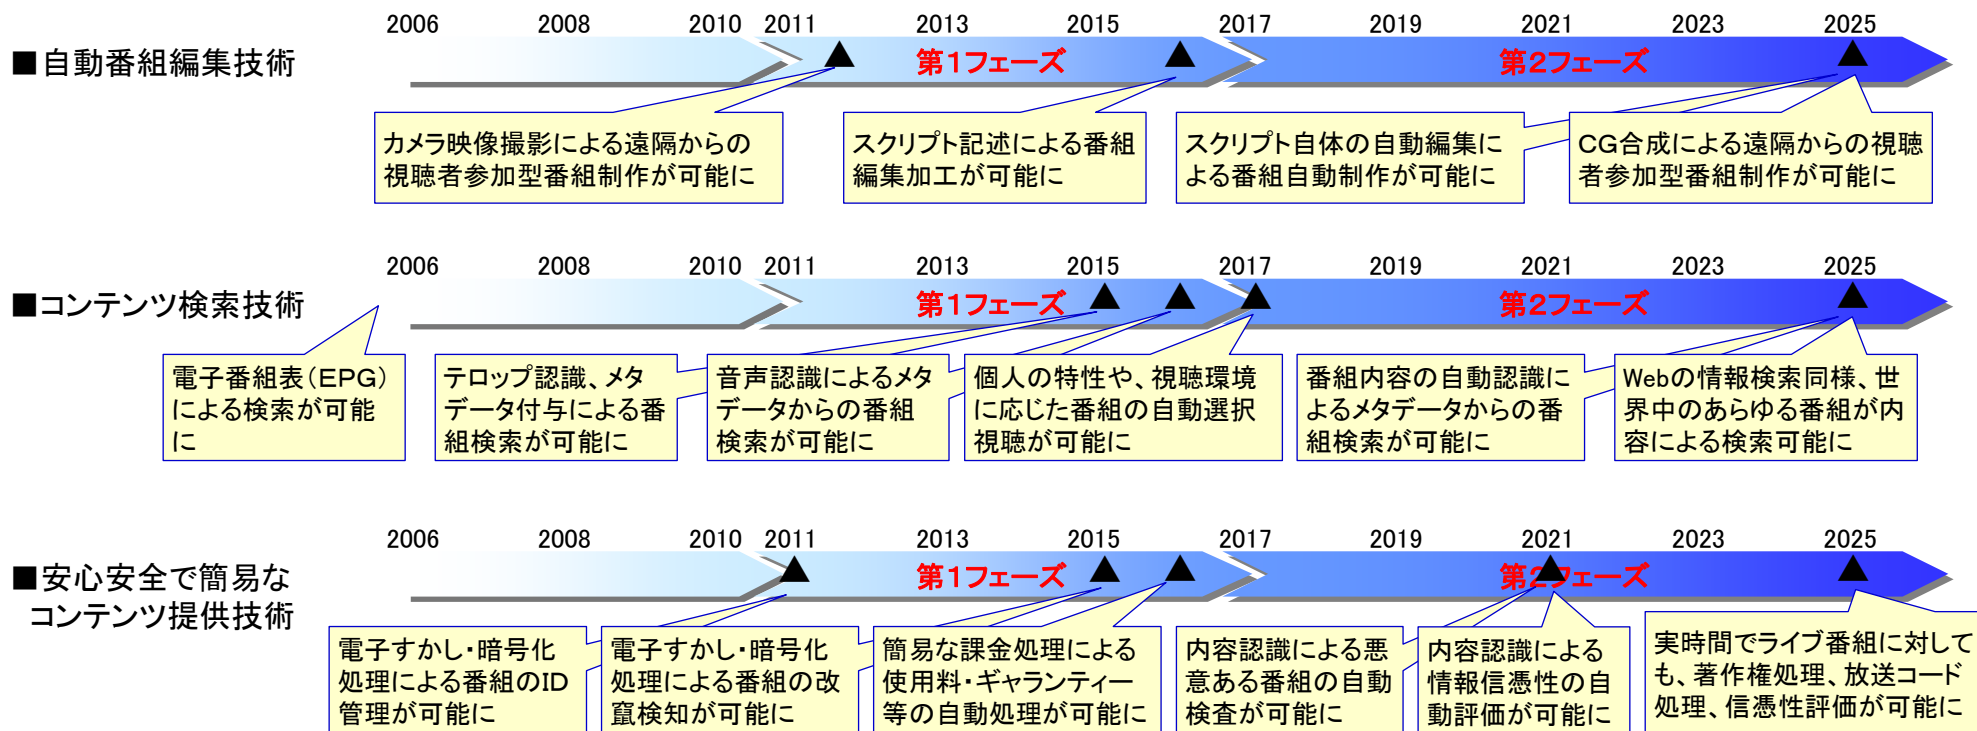 2006 2008 2010 2011 2013 2015 2017 2019 2021 2023 2025
■自動番組編集技術
第1フェーズ 第2フェーズ
カメラ映像撮影による遠隔からの
視聴者参加型番組制作が可能に
スクリプト記述による番組
編集加工が可能に
スクリプト自体の自動編集に
よる番組自動制作が可能に
CG合成による遠隔からの視聴
者参加型番組制作が可能に
2006 2008 2010 2011 2013 2015 2017 2019 2021 2023 2025
■コンテンツ検索技術
第1フェーズ 第2フェーズ
電子番組表(EPG)
による検索が可能
に
テロップ認識、メタ
データ付与による番
組検索が可能に
音声認識によるメタ
データからの番組
検索が可能に
個人の特性や、視聴環境
に応じた番組の自動選択
視聴が可能に
番組内容の自動認識に
よるメタデータからの番
組検索が可能に
Webの情報検索同様、世
界中のあらゆる番組が内
容による検索可能に
2006 2008 2010 2011 2013 2015 2017 2019 2021 2023 2025
■安心安全で簡易な
コンテンツ提供技術
第1フェーズ 第2フェーズ
電子すかし・暗号化
処理による番組のID
管理が可能に
電子すかし・暗号化
処理による番組の改
竄検知が可能に
簡易な課金処理による
使用料・ギャランティー
等の自動処理が可能に
内容認識による悪
意ある番組の自動
検査が可能に
内容認識による
情報信憑性の自
動評価が可能に
実時間でライブ番組に対して
も、著作権処理、放送コード
処理、信憑性評価が可能に